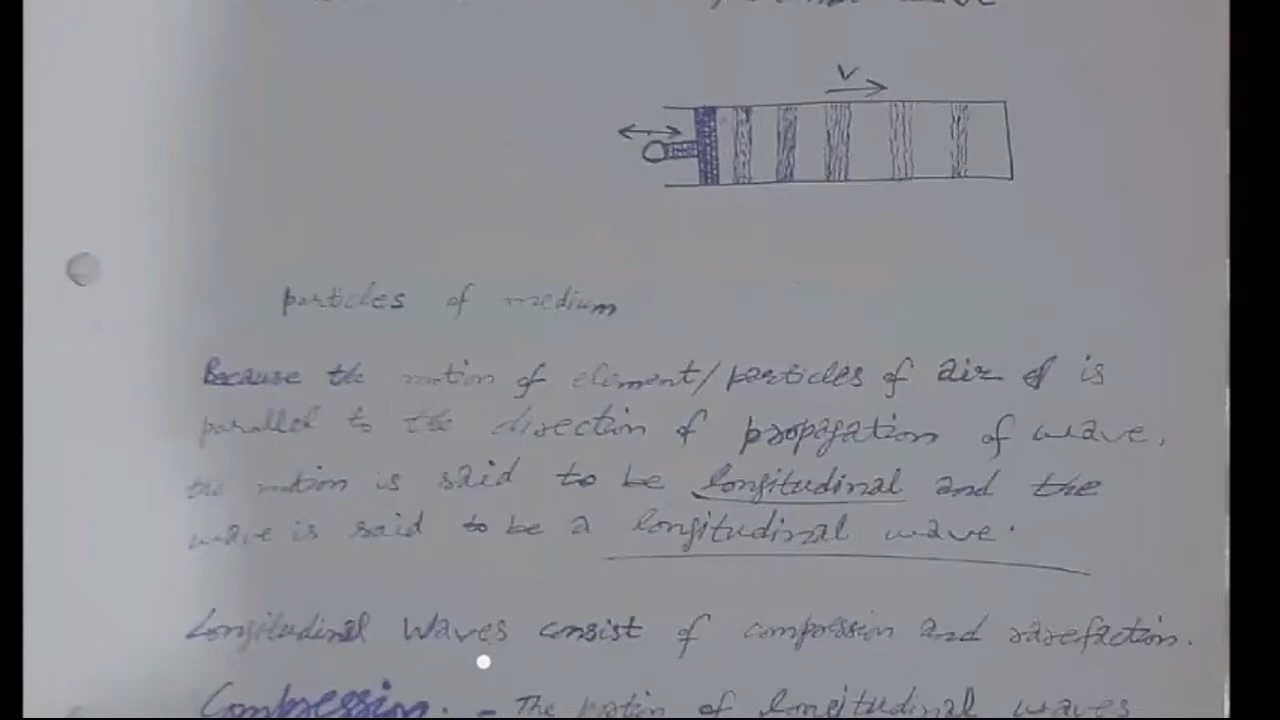 wave
V
particles of medium
Because the motion of element/particles of air is
parallel to the direction of propagation of wave,
the motion is said to be longitudinal and the
wave is said to be a longitudinal wave.
Longitudinal Waves consist of compression and rarefaction.
Compression. - The of longitudinal waves